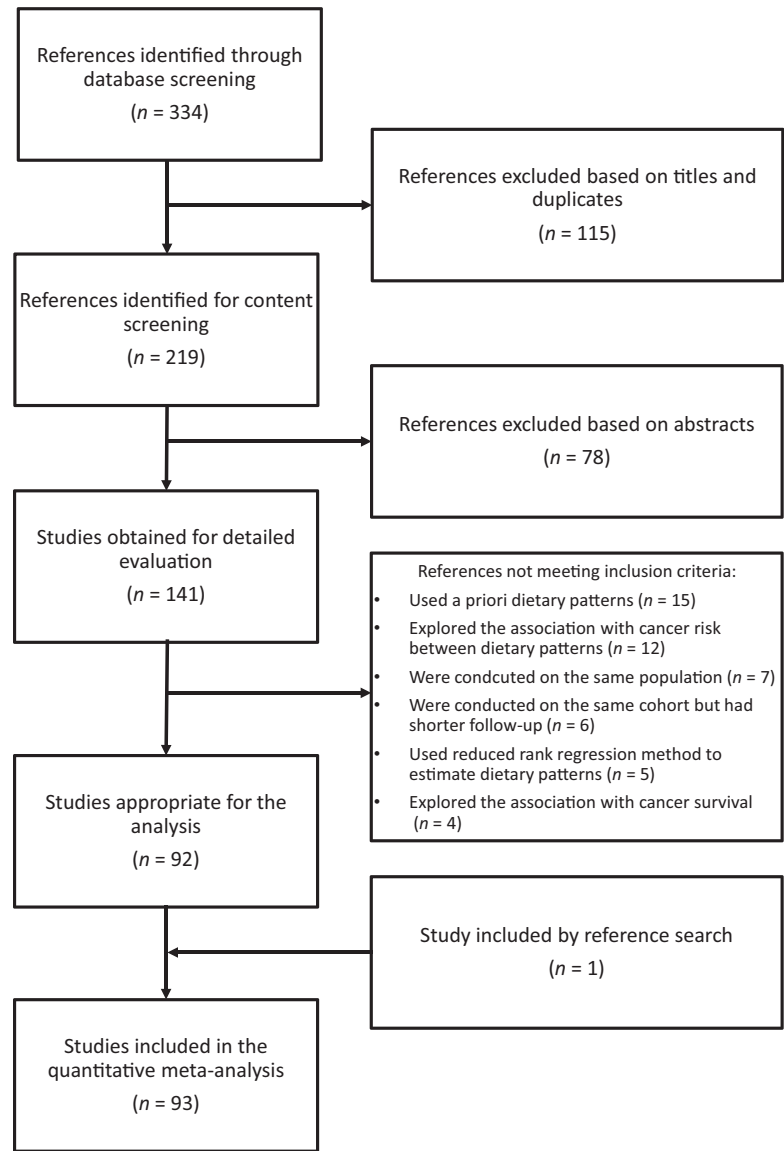 References identified through
database screening
(n = 334)
References excluded based on titles and
duplicates
(n = 115)
References identified for content
screening
(n = 219)
References excluded based on abstracts
(n = 78)
Studies obtained for detailed
evaluation
(n = 141)
References not meeting inclusion criteria:
• Used a priori dietary patterns (n = 15)
• Explored the association with cancer risk
between dietary patterns (n = 12)
• Were condcuted on the same population (n = 7)
• Were conducted on the same cohort but had
shorter follow-up (n = 6)
• Used reduced rank regression method to
estimate dietary patterns (n = 5)
• Explored the association with cancer survival
(n = 4)
Studies appropriate for the
analysis
(n = 92)
Study included by reference search
(n = 1)
Studies included in the
quantitative meta-analysis
(n = 93)